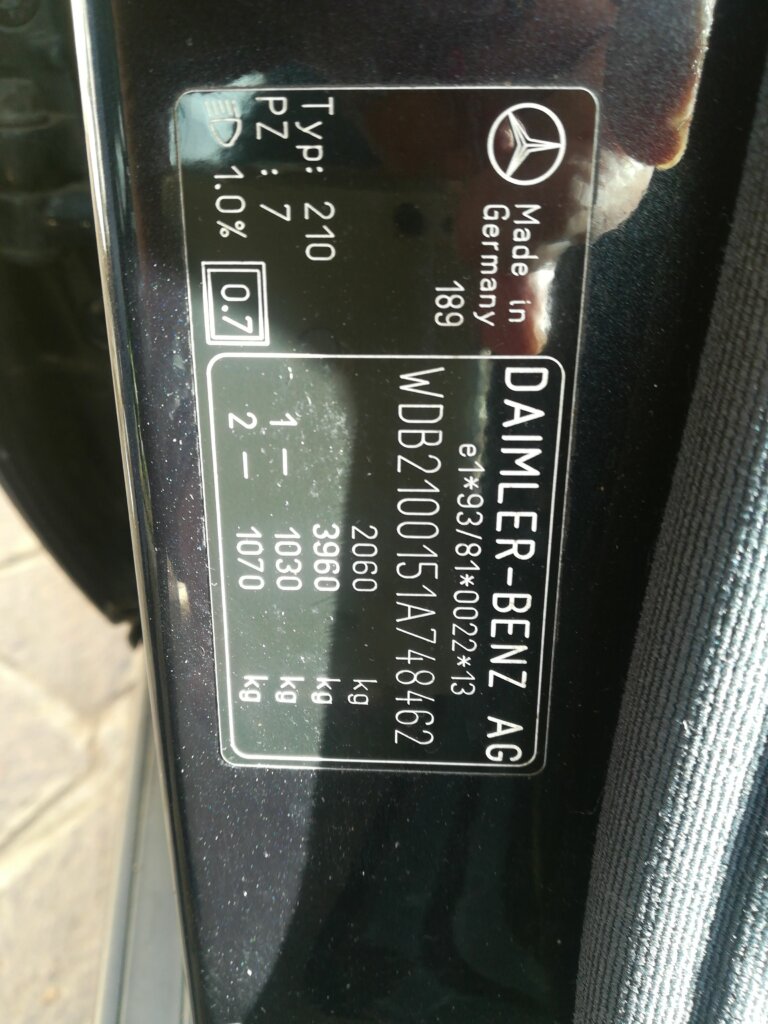 Made in
Germany
189
Typ: 210
PZ : 7
1.0%
0.7
DAIMLER-BENZ AG
e1*93/81*0022*13
WDB2100151A748462
2060 kg
3960 kg
1 — 1030 kg
2 — 1070 kg